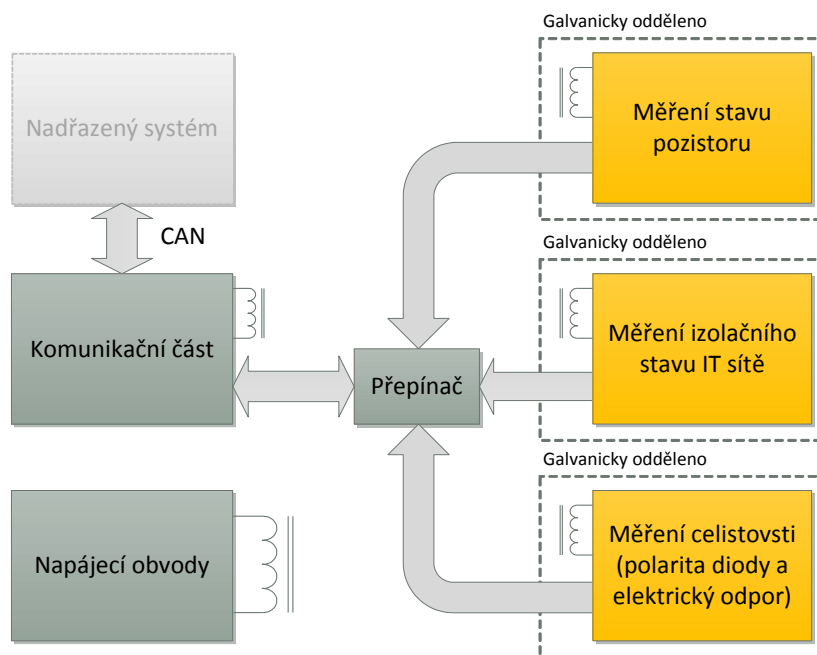 Galvanicky odděleno
Nadřazený systém
Měření stavu
pozistoru
CAN
Galvanicky odděleno
Komunikační část
Přepínač
Měření izolačního
stavu IT sítě
Galvanicky odděleno
Napájecí obvody
Měření celistovsti
(polarita diody a
elektrický odpor)